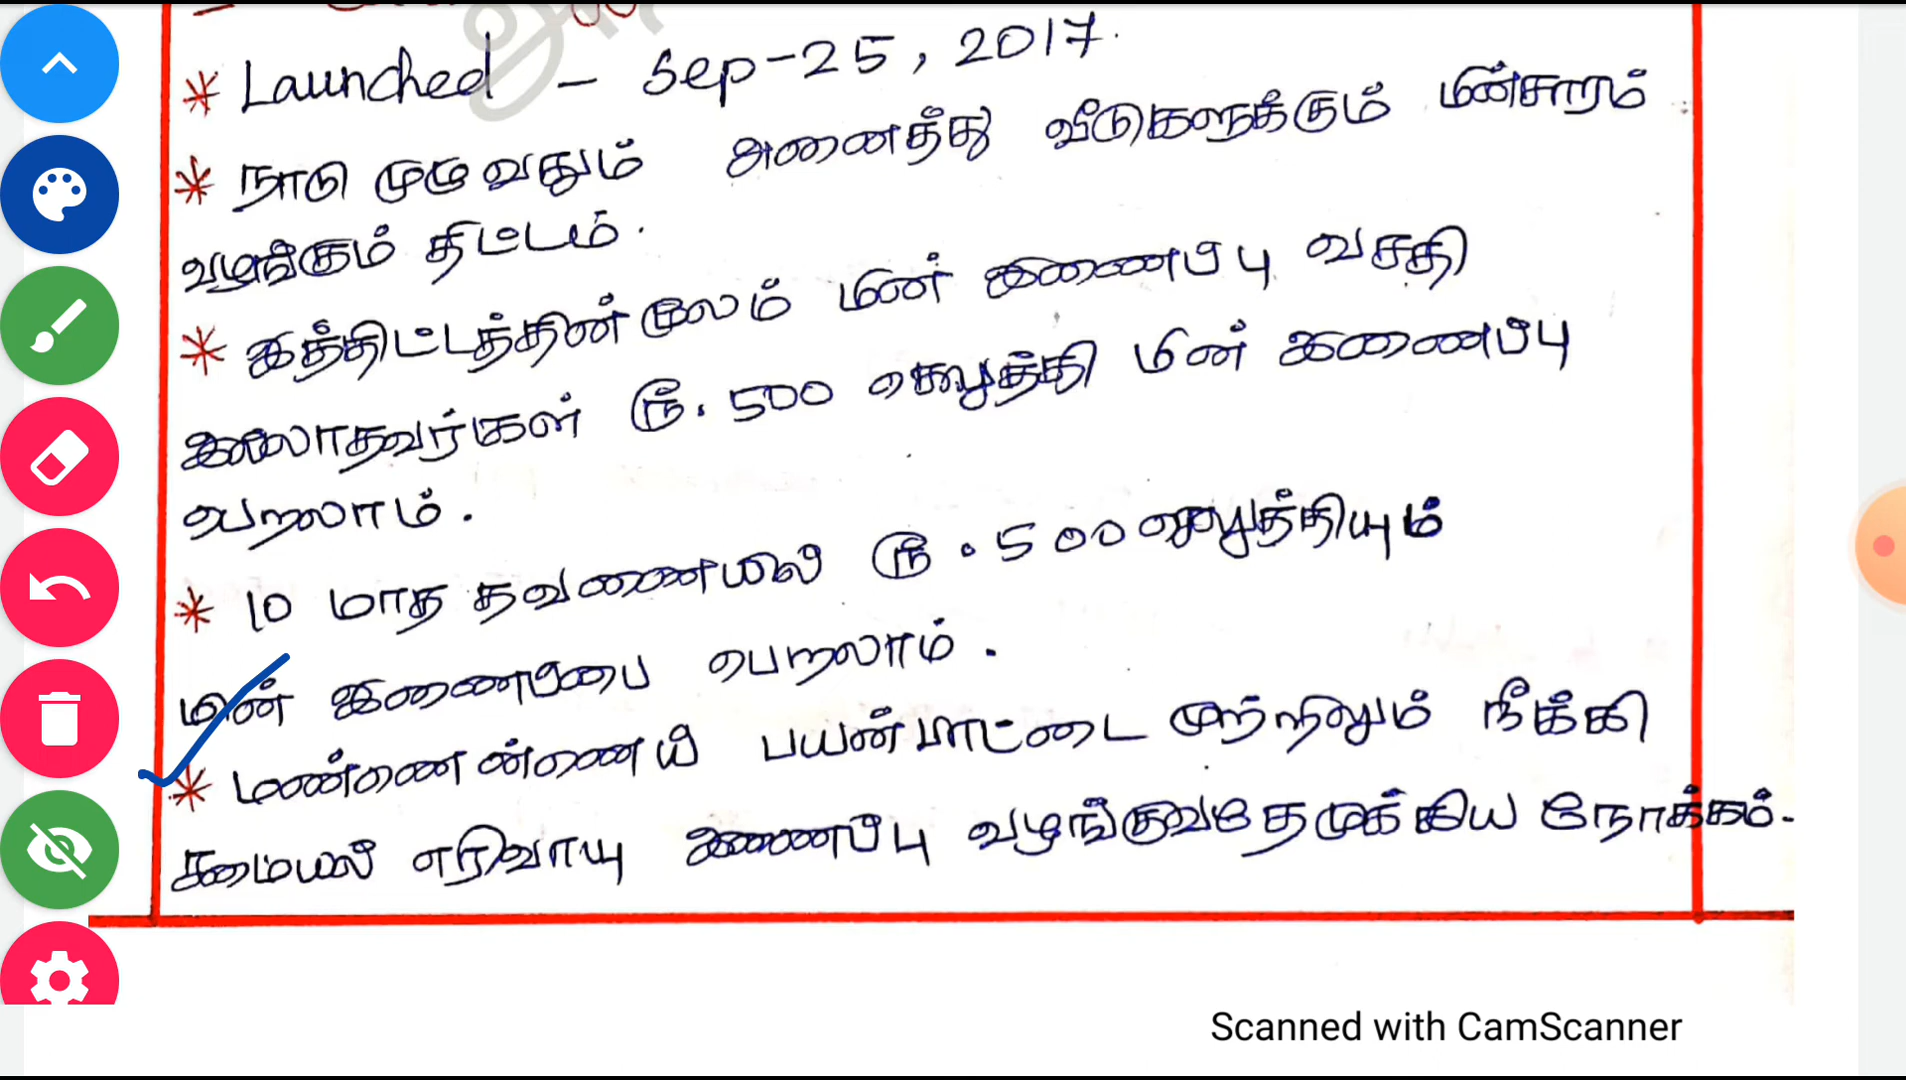 * Launched - Sep-25, 2017.
* நாடு முழுவதும் அனைத்து வீடுகளுக்கும் மின்சாரம்
வழங்கும் திட்டம்.
* இத்திட்டத்தின் மூலம் மின் இணைப்பு வசதி
இல்லாதவர்கள் ரூ. 500 செலுத்தி மின் இணைப்பு
பெறலாம்.
* 10 மாத தவணையில் ரூ. 500 செலுத்தியும்
மின் இணைப்பை பெறலாம்.
* மண்ணெண்ணெய் பயன்பாட்டை முற்றிலும் நீக்கி
சமையல் எரிவாயு இணைப்பு வழங்குவதே முக்கிய நோக்கம்.
Scanned with CamScanner